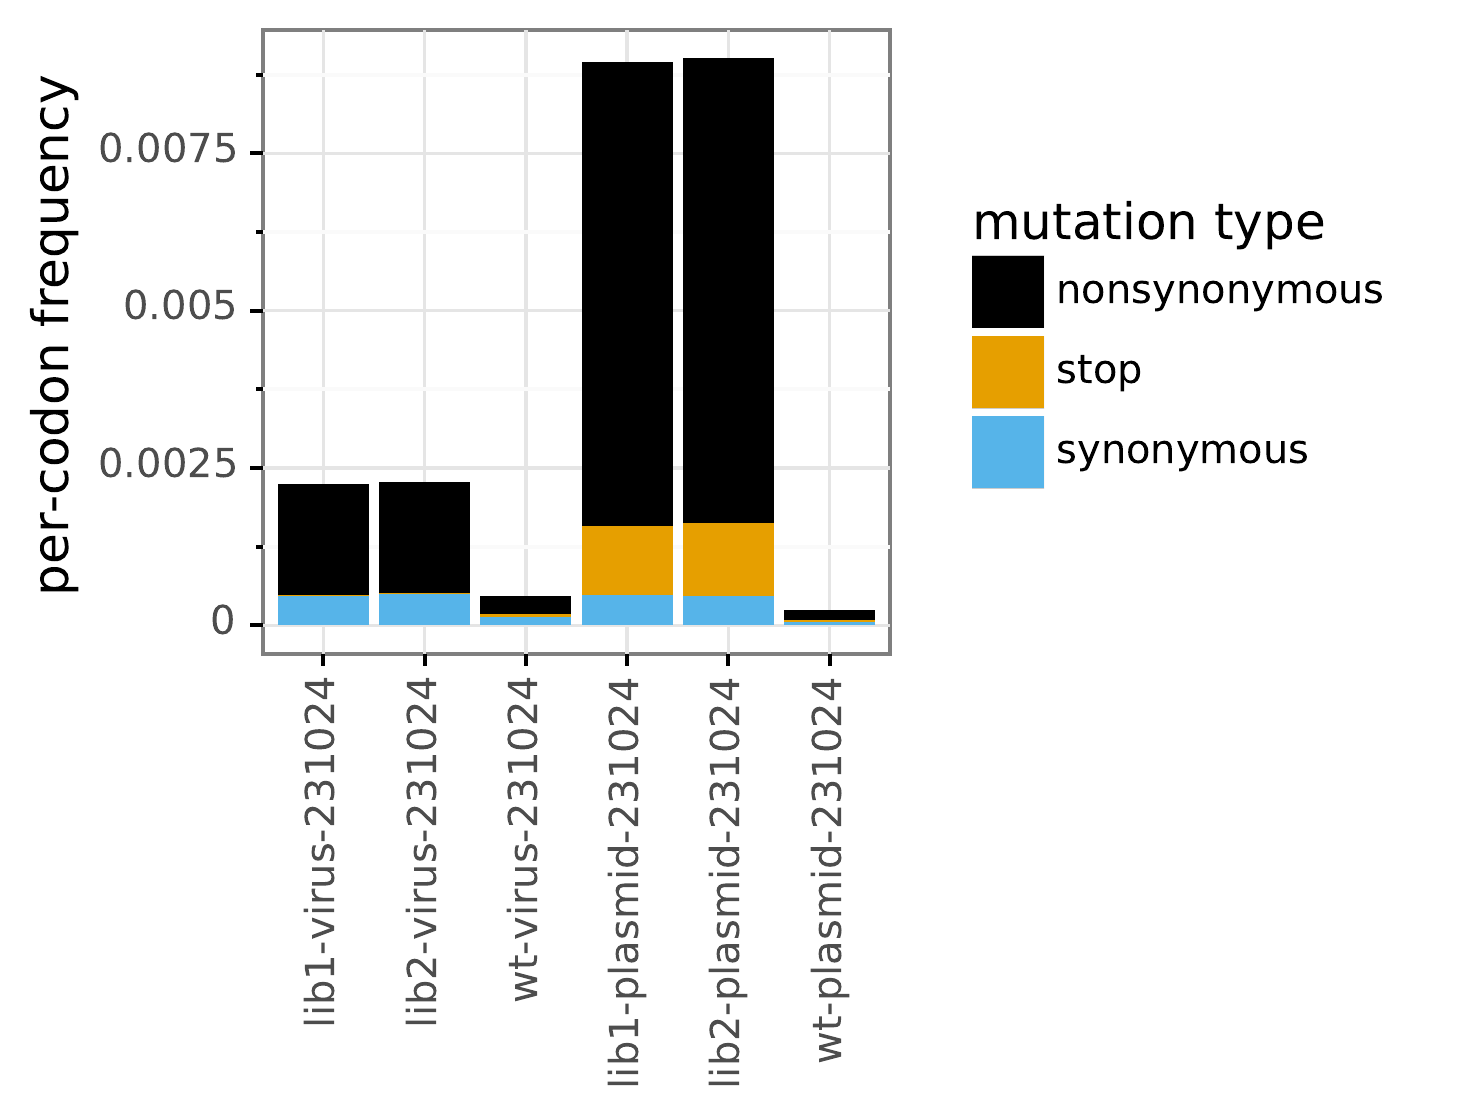 per-codon frequency
0.0075
0.005
0.0025
0
lib1-virus-231024
lib2-virus-231024
wt-virus-231024
lib1-plasmid-231024
lib2-plasmid-231024
wt-plasmid-231024
mutation type
nonsynonymous
stop
synonymous